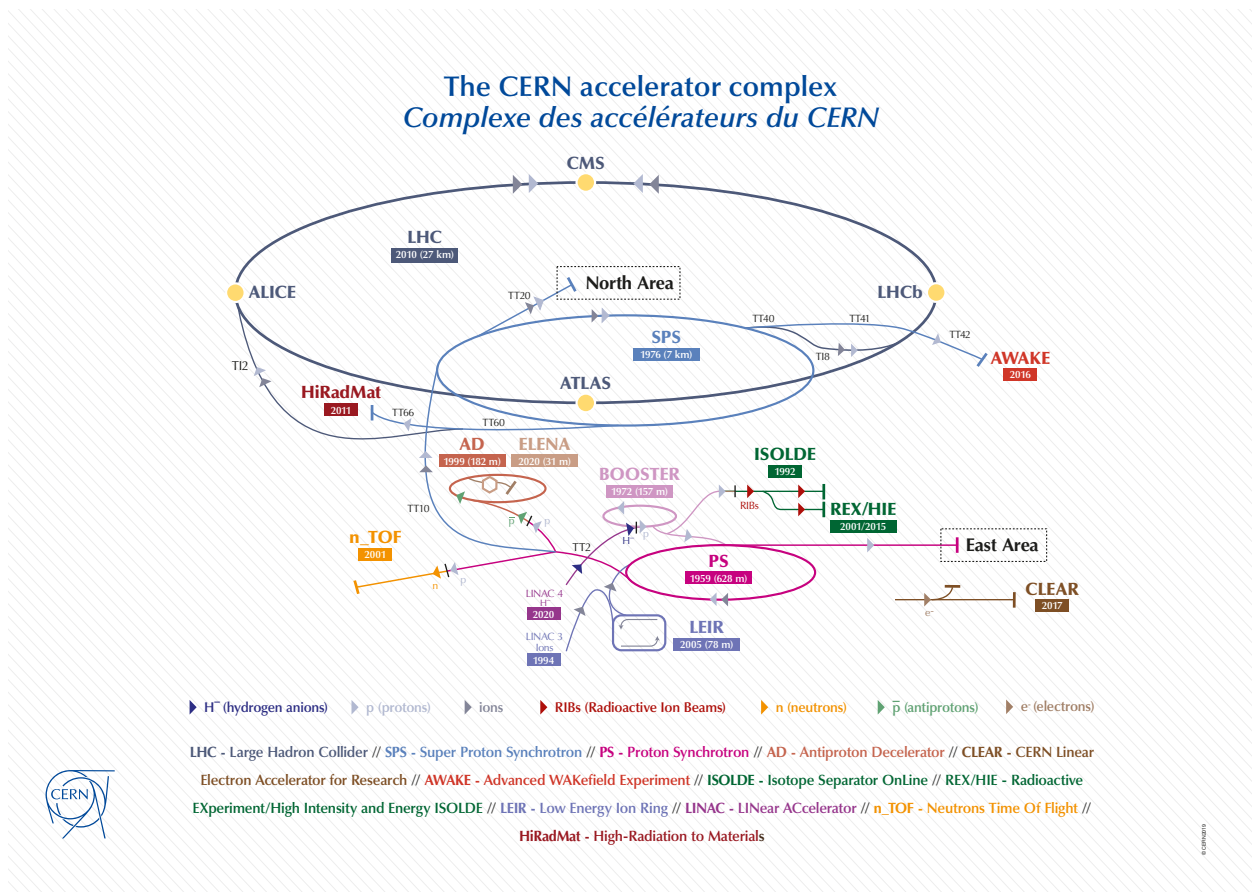 The CERN accelerator complex
Complexe des accélérateurs du CERN
CMS
LHC
2010 (27 km)
North Area
TT20
ALICE
LHCb
SPS
1976 (7 km)
TT40
TT41
TT42
TI8
AWAKE
2016
TI2
ATLAS
HiRadMat
2011
TT66
TT60
AD
1999 (182 m)
ELENA
2020 (31 m)
ISOLDE
1992
BOOSTER
1972 (157 m)
RIBs
REX/HIE
2001/2015
TT10
p̅
p
H⁻
p
n_TOF
2001
TT2
East Area
PS
1959 (628 m)
n
p
LINAC 4
H⁻
2020
CLEAR
2017
e⁻
LEIR
2005 (78 m)
LINAC 3
Ions
1994
H⁻ (hydrogen anions)
p (protons)
ions
RIBs (Radioactive Ion Beams)
n (neutrons)
p̅ (antiprotons)
e⁻ (electrons)
LHC - Large Hadron Collider // SPS - Super Proton Synchrotron // PS - Proton Synchrotron // AD - Antiproton Decelerator // CLEAR - CERN Linear
Electron Accelerator for Research // AWAKE - Advanced WAKefield Experiment // ISOLDE - Isotope Separator OnLine // REX/HIE - Radioactive
EXperiment/High Intensity and Energy ISOLDE // LEIR - Low Energy Ion Ring // LINAC - LINear ACcelerator // n_TOF - Neutrons Time Of Flight //
HiRadMat - High-Radiation to Materials
CERN
© CERN 2019